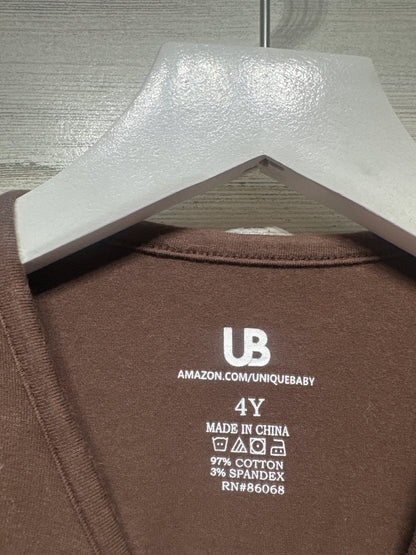 UB
AMAZON.COM/UNIQUEBABY
4Y
MADE IN CHINA
97% COTTON
3% SPANDEX
RN#86068